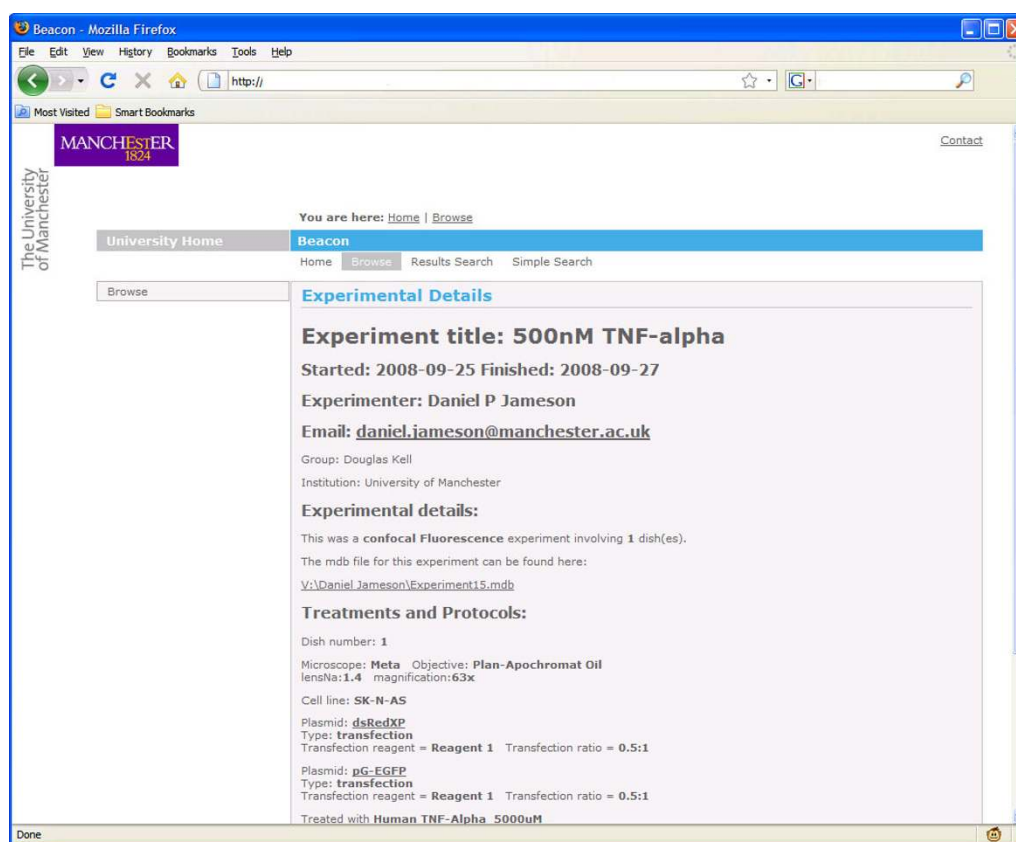 Beacon - Mozilla Firefox
File Edit View History Bookmarks Tools Help
http://
G
Most Visited Smart Bookmarks
MANCHESTER
1824
The University
of Manchester
Contact
You are here: Home | Browse
University Home
Beacon
Home Browse Results Search Simple Search
Browse
Experimental Details
Experiment title: 500nM TNF-alpha
Started: 2008-09-25 Finished: 2008-09-27
Experimenter: Daniel P Jameson
Email: daniel.jameson@manchester.ac.uk
Group: Douglas Kell
Institution: University of Manchester
Experimental details:
This was a confocal Fluorescence experiment involving 1 dish(es).
The mdb file for this experiment can be found here:
V:\Daniel Jameson\Experiment15.mdb
Treatments and Protocols:
Dish number: 1
Microscope: Meta Objective: Plan-Apochromat Oil
lensNa:1.4 magnification:63x
Cell line: SK-N-AS
Plasmid: dsRedXP
Type: transfection
Transfection reagent = Reagent 1 Transfection ratio = 0.5:1
Plasmid: pG-EGFP
Type: transfection
Transfection reagent = Reagent 1 Transfection ratio = 0.5:1
Treated with Human TNF-Alpha 5000uM
Done